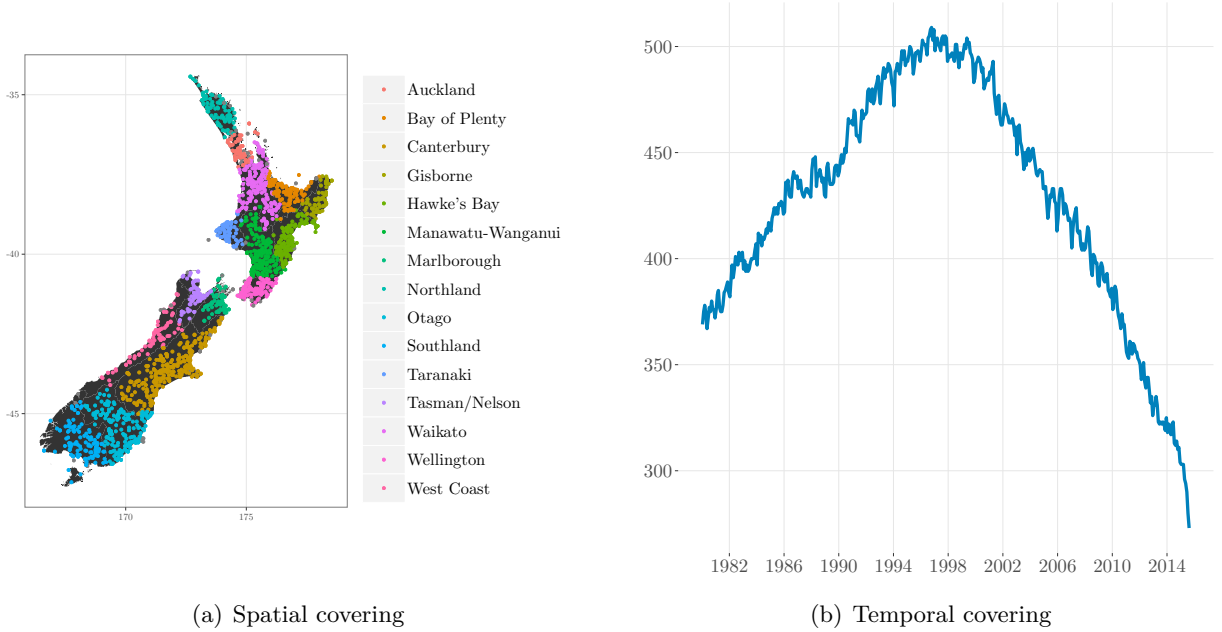 -35
-40
-45
170
175
Auckland
Bay of Plenty
Canterbury
Gisborne
Hawke's Bay
Manawatu-Wanganui
Marlborough
Northland
Otago
Southland
Taranaki
Tasman/Nelson
Waikato
Wellington
West Coast
(a) Spatial covering
500
450
400
350
300
1982 1986 1990 1994 1998 2002 2006 2010 2014
(b) Temporal covering